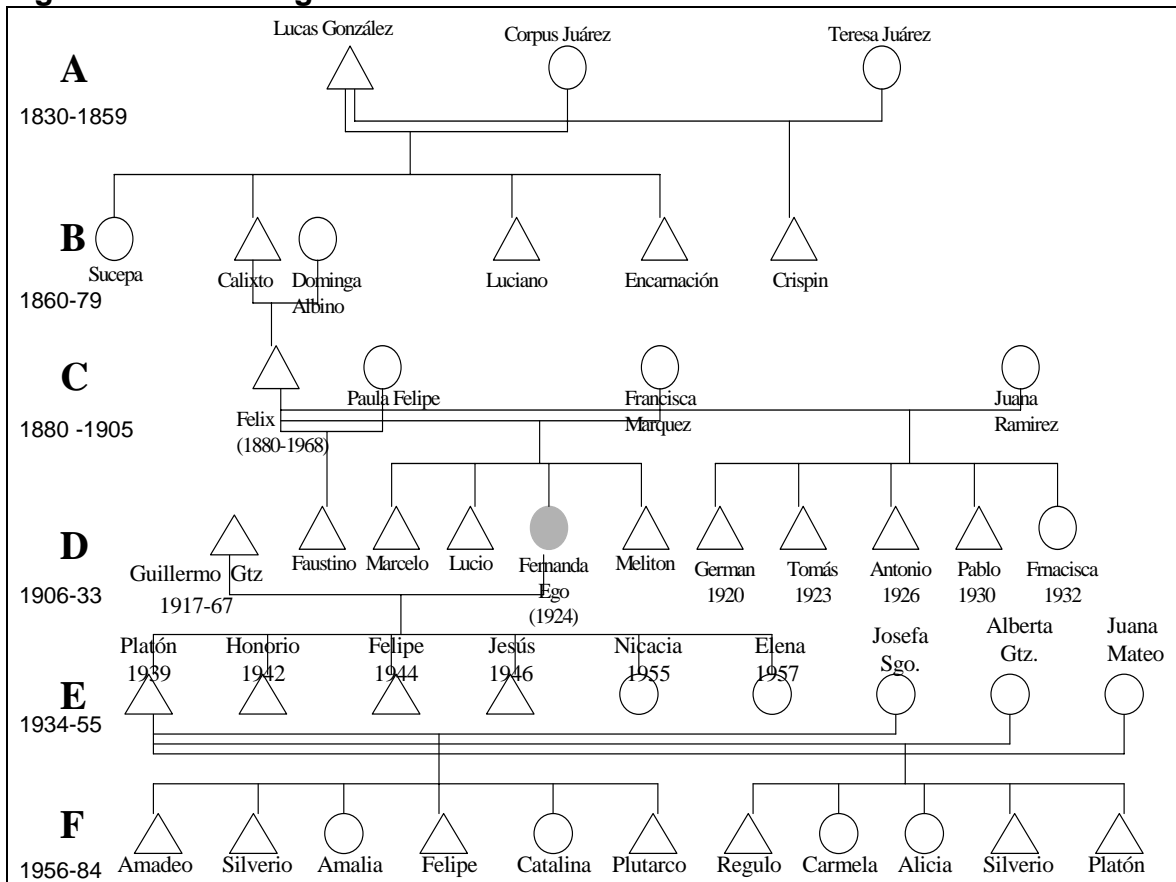 Lucas González
Corpus Juárez
Teresa Juárez
A
1830-1859
B
Sucepa
Calixto
Dominga
Albino
Luciano
Encarnación
Crispin
1860-79
C
Paula Felipe
Francisca
Marquez
Juana
Ramirez
Felix
(1880-1968)
1880 -1905
D
Guillermo Gtz
1917-67
Faustino
Marcelo
Lucio
Fernanda
Ego
(1924)
Meliton
German
1920
Tomás
1923
Antonio
1926
Pablo
1930
Frnacisca
1932
1906-33
Platón
1939
Honorio
1942
Felipe
1944
Jesús
1946
Nicacia
1955
Elena
1957
Josefa
Sgo.
Alberta
Gtz.
Juana
Mateo
E
1934-55
F
1956-84
Amadeo
Silverio
Amalia
Felipe
Catalina
Plutarco
Regulo
Carmela
Alicia
Silverio
Platón